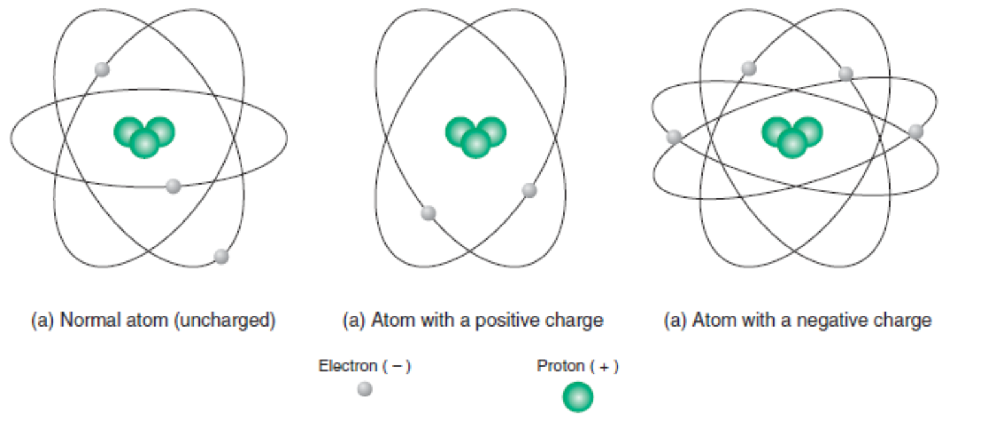 (a) Normal atom (uncharged)
(a) Atom with a positive charge
(a) Atom with a negative charge
Electron ( – )
Proton ( + )